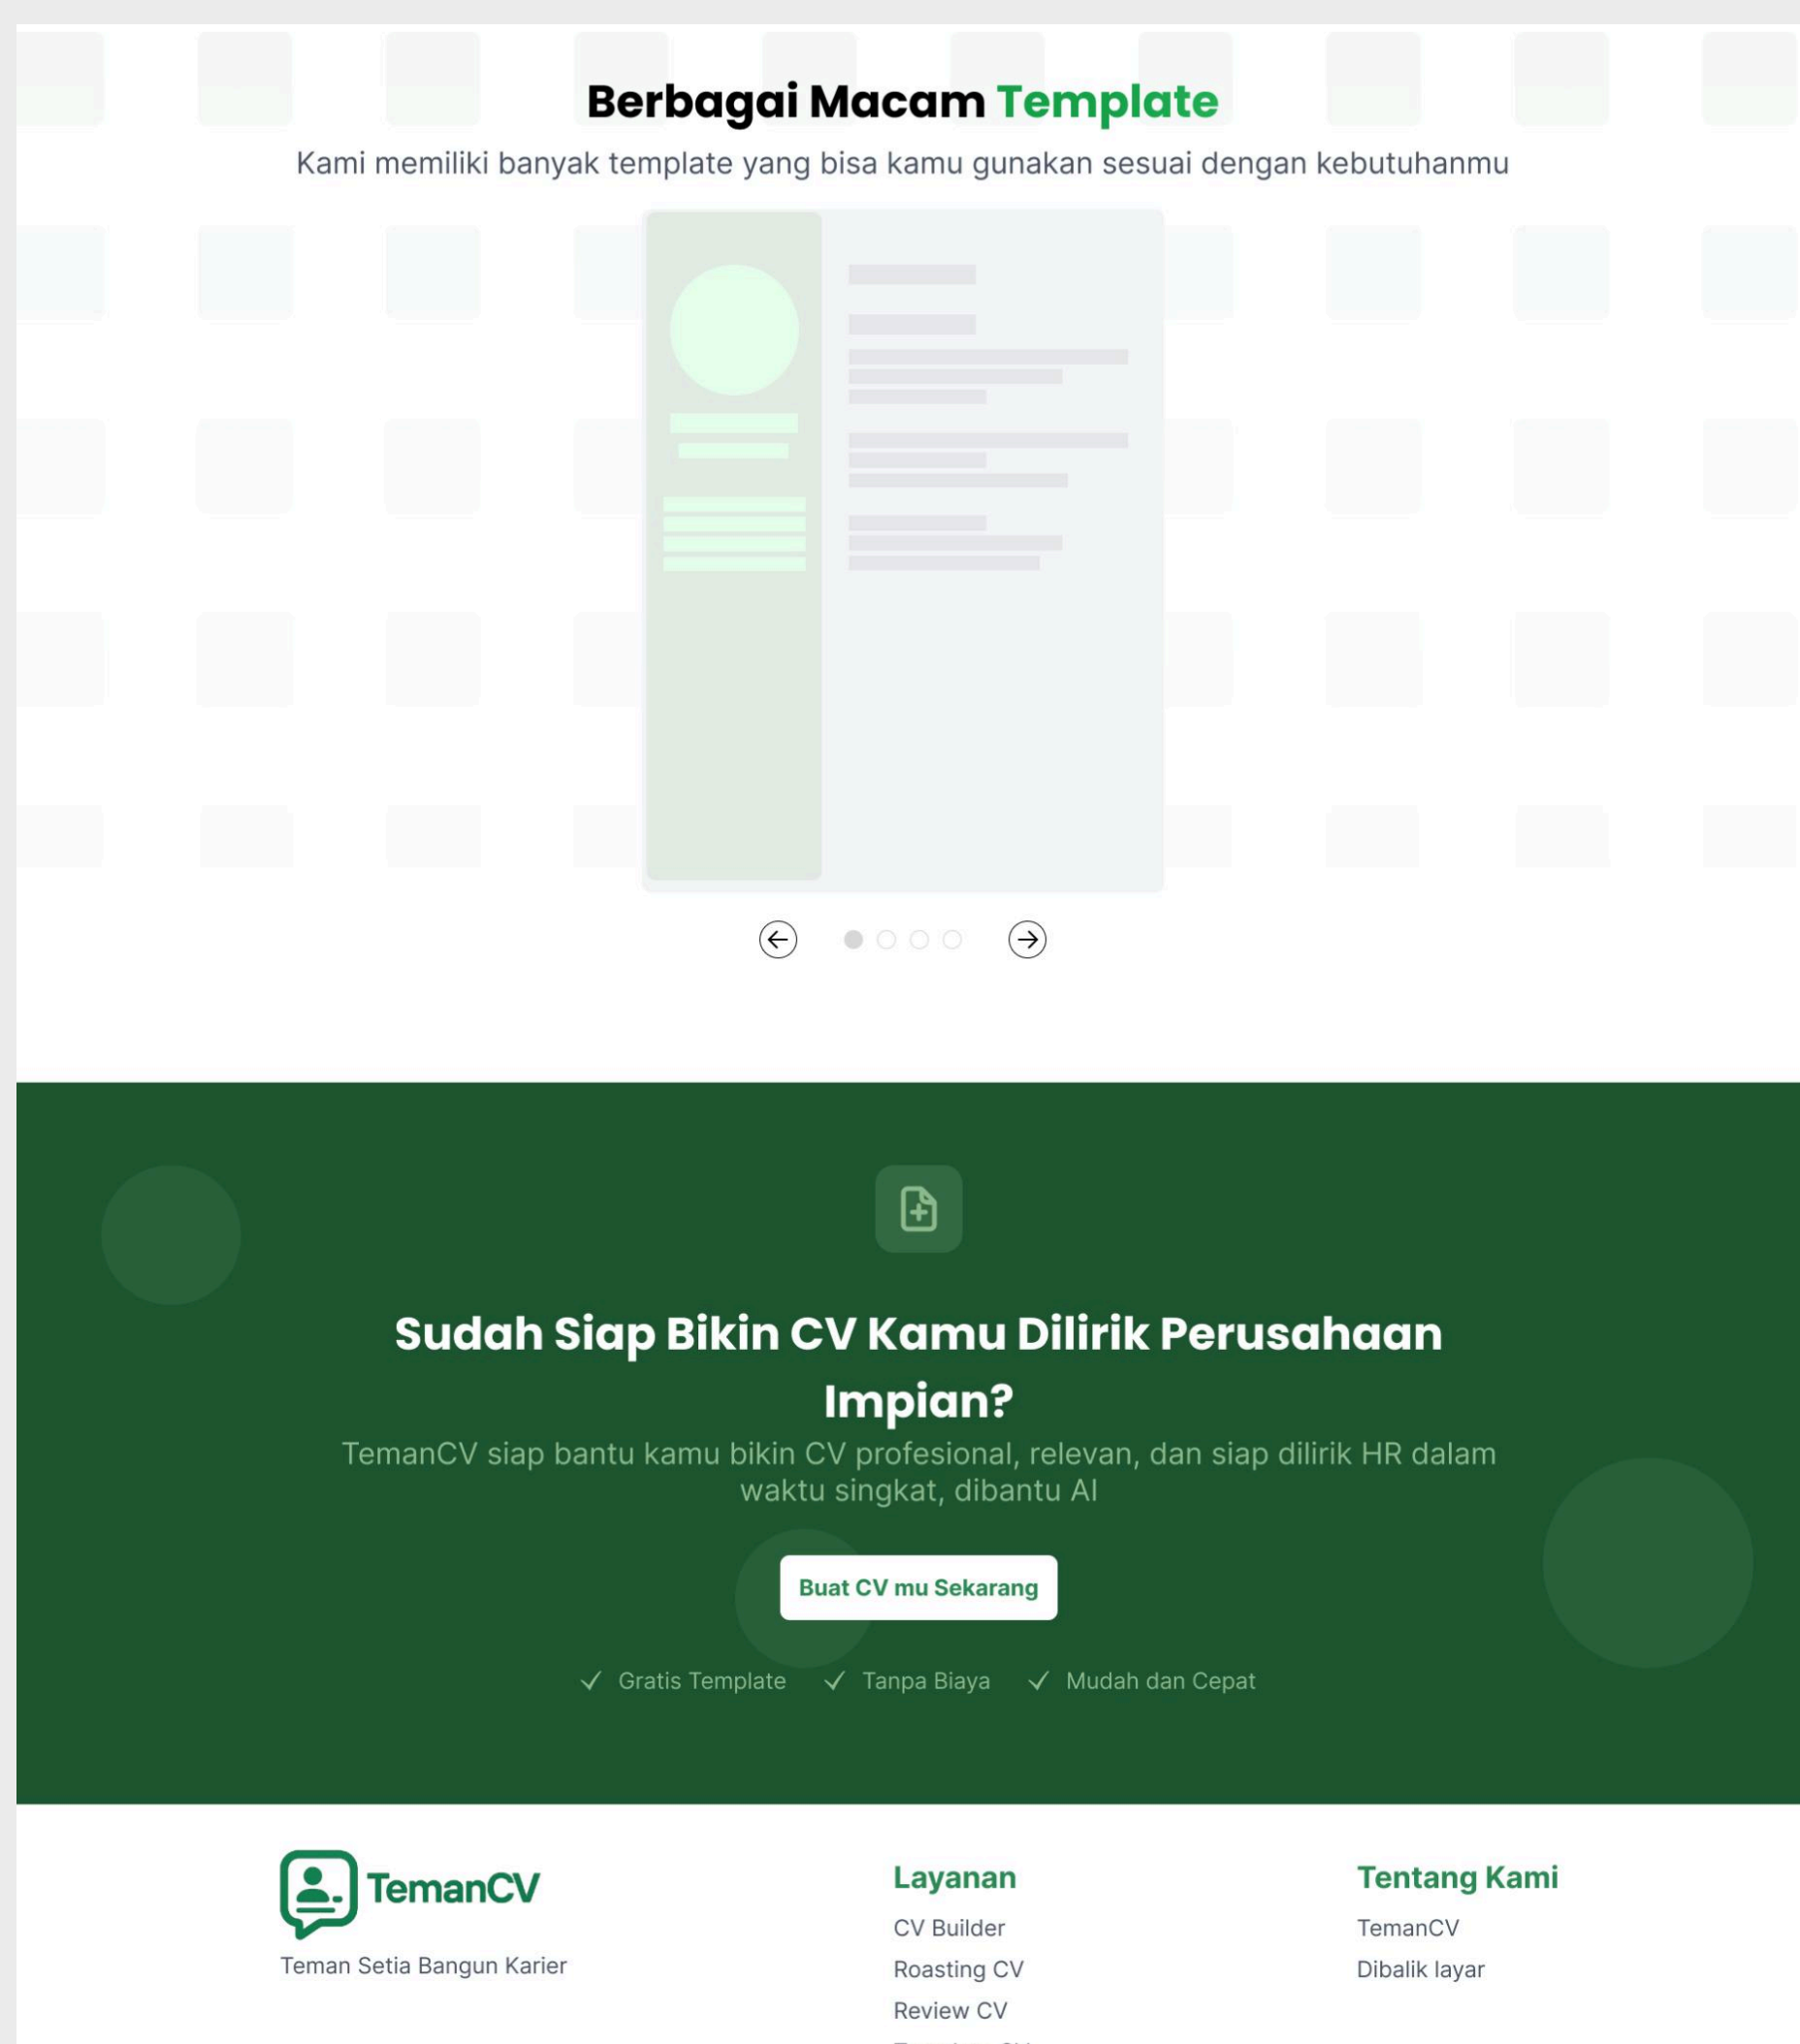 Berbagai Macam Template
Kami memiliki banyak template yang bisa kamu gunakan sesuai dengan kebutuhanmu
Sudah Siap Bikin CV Kamu Dilirik Perusahaan
Impian?
TemanCV siap bantu kamu bikin CV profesional, relevan, dan siap dilirik HR dalam
waktu singkat, dibantu AI
Buat CV mu Sekarang
Gratis Template
Tanpa Biaya
Mudah dan Cepat
TemanCV
Teman Setia Bangun Karier
Layanan
CV Builder
Roasting CV
Review CV
Tentang Kami
TemanCV
Dibalik layar